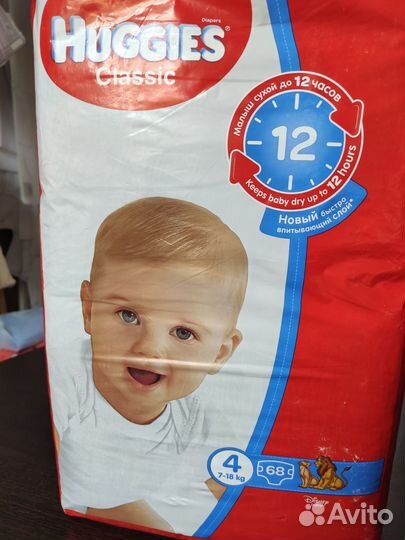 Diapers
HUGGIES
Classic
Малыш сухой до 12 часов
12
Keeps baby dry up to 12 hours
Новый быстро
впитывающий слой*
4
7-18 kg
68
Disney
Avito